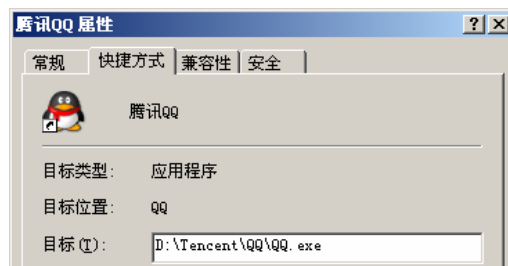 腾讯QQ 属性
常规 快捷方式 兼容性 安全
腾讯QQ
目标类型: 应用程序
目标位置: QQ
目标(T): D:\Tencent\QQ\QQ.exe